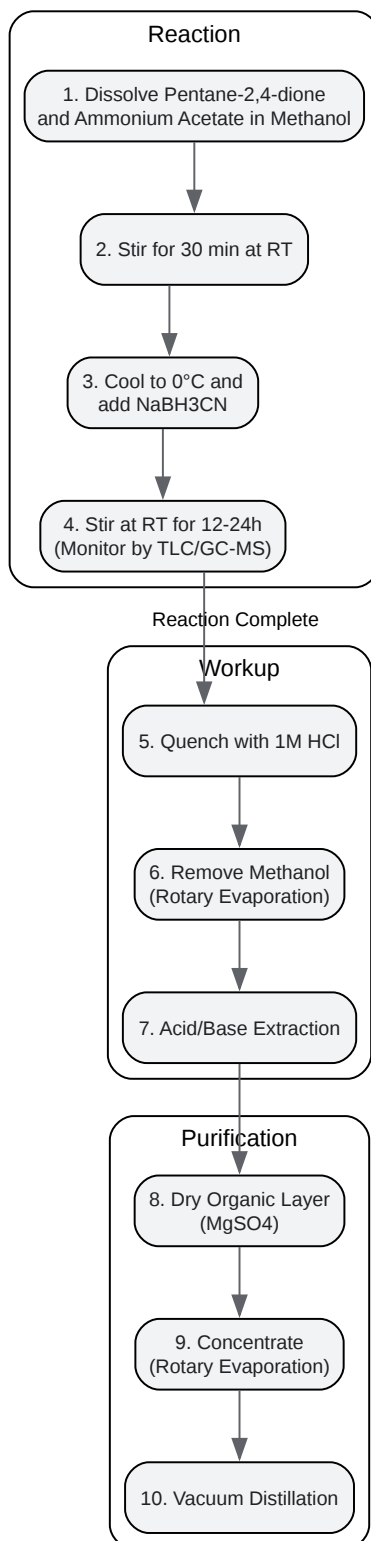 Reaction
1. Dissolve Pentane-2,4-dione
and Ammonium Acetate in Methanol
2. Stir for 30 min at RT
3. Cool to 0°C and
add NaBH3CN
4. Stir at RT for 12-24h
(Monitor by TLC/GC-MS)
Reaction Complete
Workup
5. Quench with 1M HCl
6. Remove Methanol
(Rotary Evaporation)
7. Acid/Base Extraction
Purification
8. Dry Organic Layer
(MgSO4)
9. Concentrate
(Rotary Evaporation)
10. Vacuum Distillation